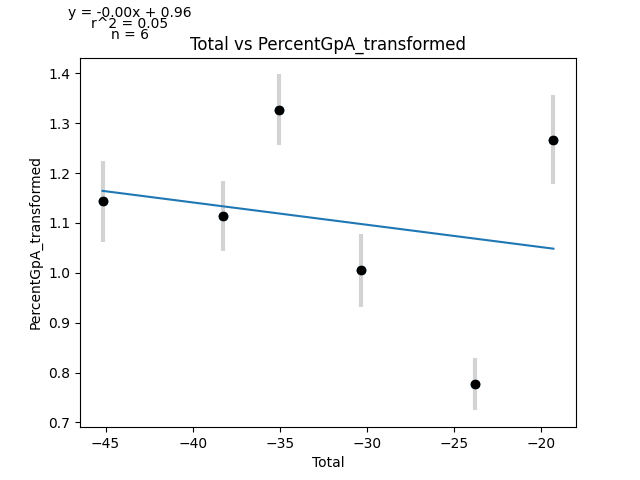 y = -0.00x + 0.96
r^2 = 0.05
n = 6
Total vs PercentGpA_transformed
1.4
1.3
1.2
1.1
1.0
0.9
0.8
0.7
PercentGpA_transformed
−45
−40
−35
−30
−25
−20
Total